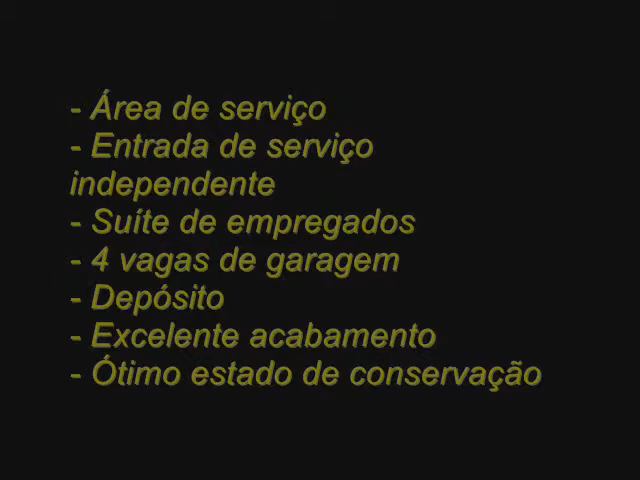 - Área de serviço
- Entrada de serviço
independente
- Suíte de empregados
- 4 vagas de garagem
- Depósito
- Excelente acabamento
- Ótimo estado de conservação